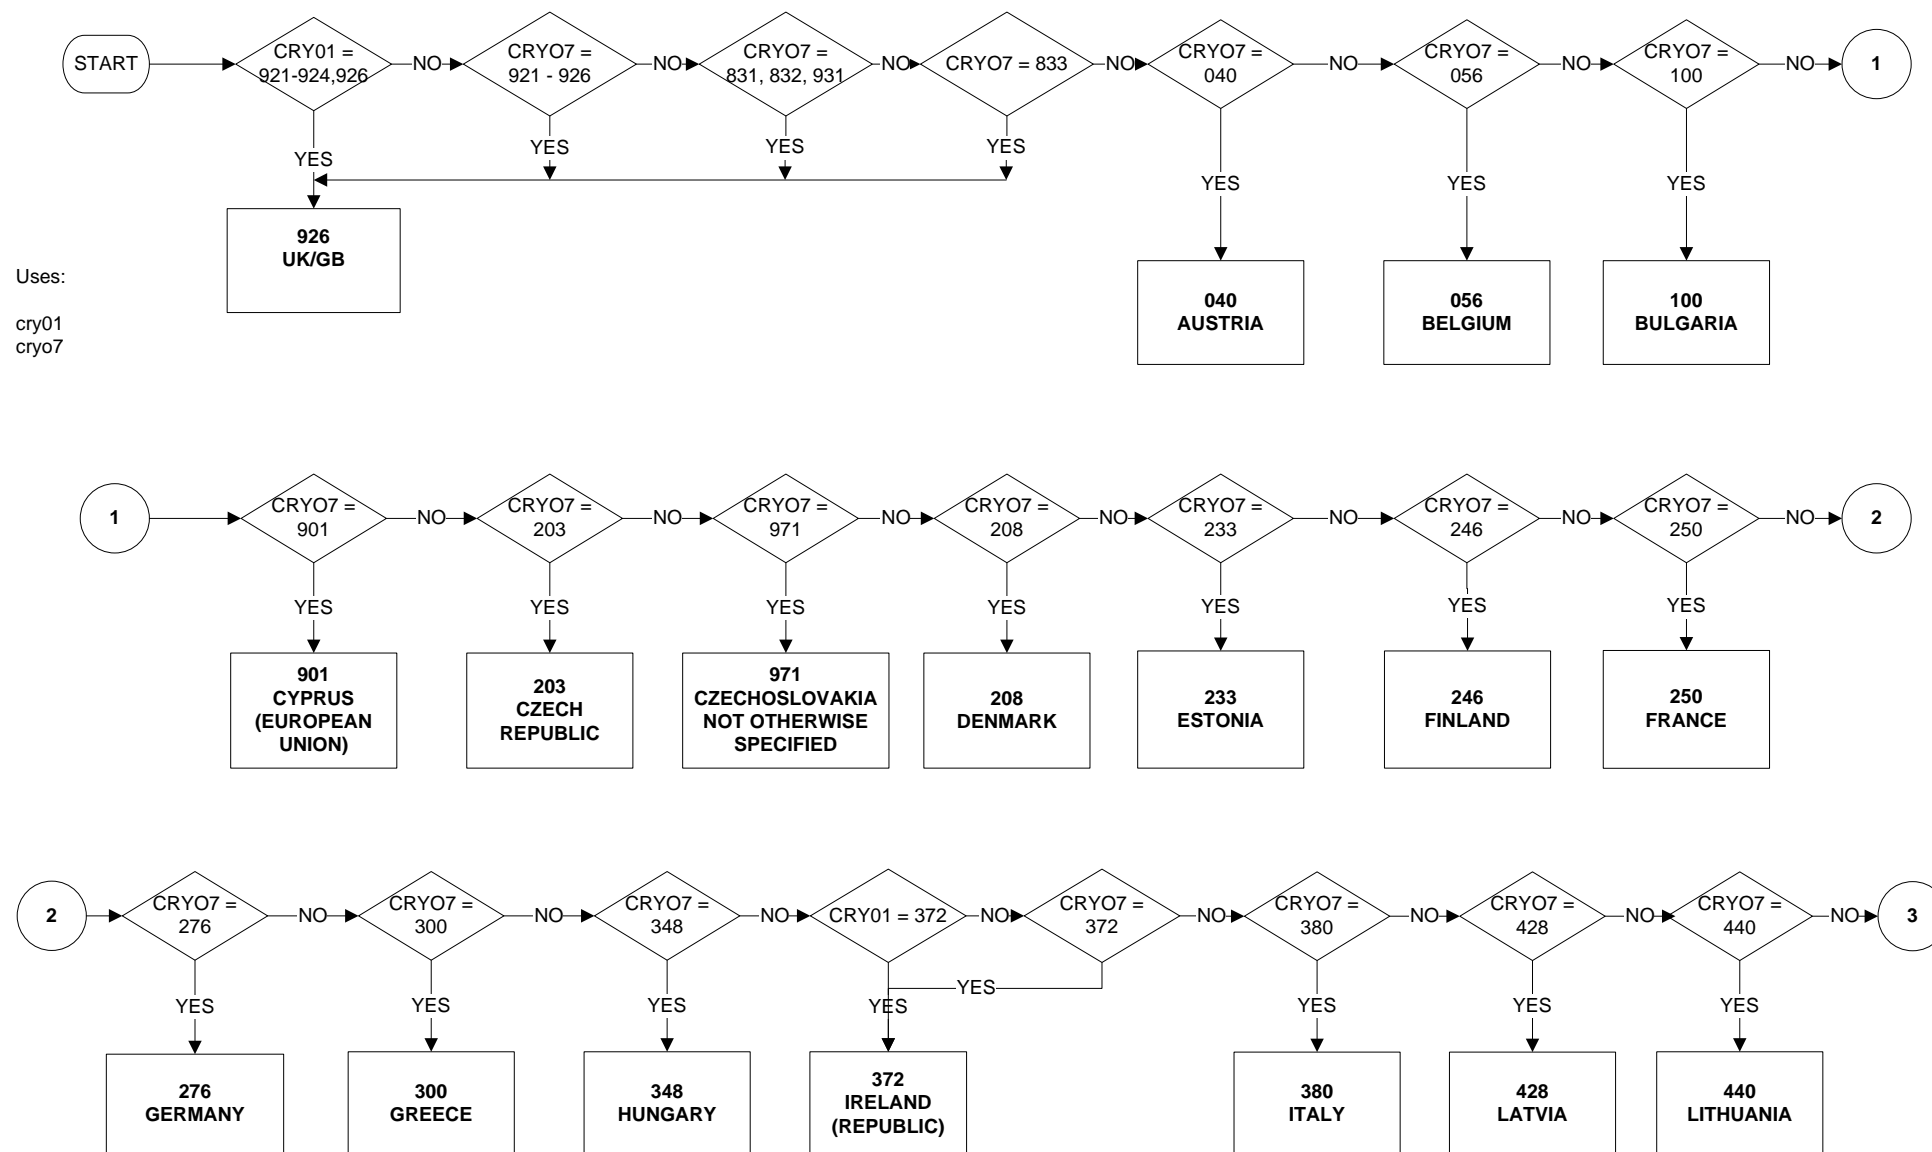 START
CRY01 =
921-924,926
NO
CRYO7 =
921 - 926
NO
CRYO7 =
831, 832, 931
NO
CRYO7 = 833
NO
CRYO7 =
040
NO
CRYO7 =
056
NO
CRYO7 =
100
NO
1
YES
YES
YES
YES
YES
YES
YES
926
UK/GB
Uses:
cry01
cryo7
040
AUSTRIA
056
BELGIUM
100
BULGARIA
1
CRYO7 =
901
NO
CRYO7 =
203
NO
CRYO7 =
971
NO
CRYO7 =
208
NO
CRYO7 =
233
NO
CRYO7 =
246
NO
CRYO7 =
250
NO
2
YES
YES
YES
YES
YES
YES
YES
901
CYPRUS
(EUROPEAN
UNION)
203
CZECH
REPUBLIC
971
CZECHOSLOVAKIA
NOT OTHERWISE
SPECIFIED
208
DENMARK
233
ESTONIA
246
FINLAND
250
FRANCE
2
CRYO7 =
276
NO
CRYO7 =
300
NO
CRYO7 =
348
NO
CRY01 = 372
NO
CRYO7 =
372
NO
CRYO7 =
380
NO
CRYO7 =
428
NO
CRYO7 =
440
NO
3
YES
YES
YES
YES
YES
YES
YES
YES
276
GERMANY
300
GREECE
348
HUNGARY
372
IRELAND
(REPUBLIC)
380
ITALY
428
LATVIA
440
LITHUANIA